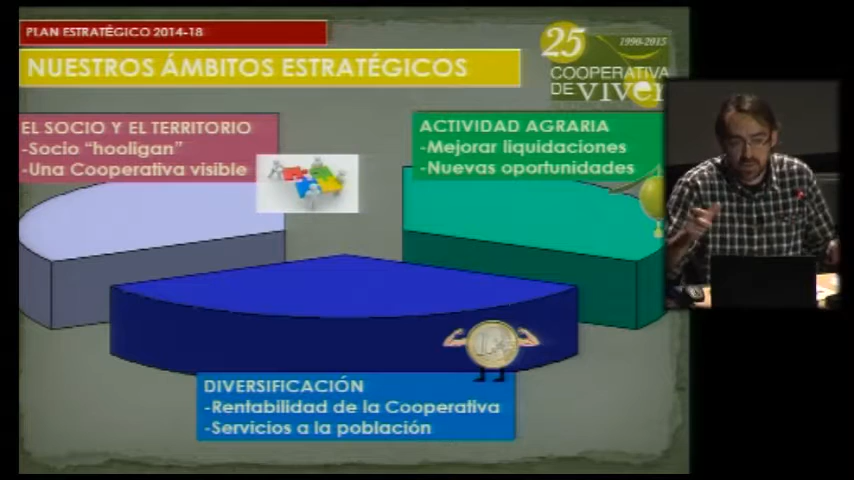 PLAN ESTRATÉGICO 2014-18
NUESTROS ÁMBITOS ESTRATÉGICOS
25
1990-2015
COOPERATIVA
DE viver
EL SOCIO Y EL TERRITORIO
-Socio “hooligan”
-Una Cooperativa visible
ACTIVIDAD AGRARIA
-Mejorar liquidaciones
-Nuevas oportunidades
1
DIVERSIFICACIÓN
-Rentabilidad de la Cooperativa
-Servicios a la población